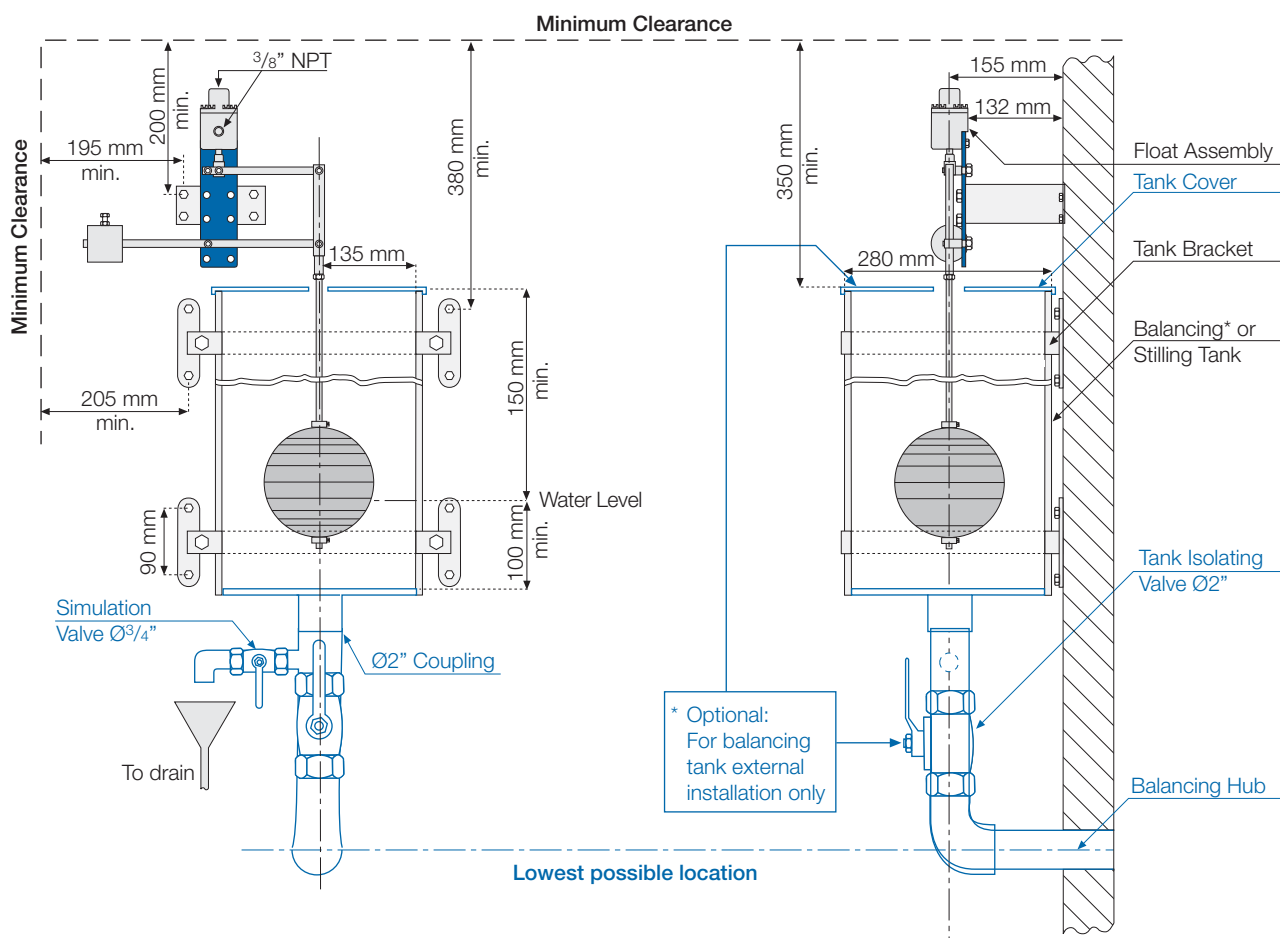 Minimum Clearance
Minimum Clearance
3/8” NPT
200 mm
min.
195 mm
min.
380 mm
min.
135 mm
205 mm
min.
150 mm
min.
Water Level
100 mm
min.
90 mm
Simulation
Valve Ø3/4”
Ø2” Coupling
To drain
350 mm
min.
155 mm
132 mm
Float Assembly
Tank Cover
280 mm
Tank Bracket
Balancing* or
Stilling Tank
Tank Isolating
Valve Ø2”
* Optional:
For balancing
tank external
installation only
Balancing Hub
Lowest possible location